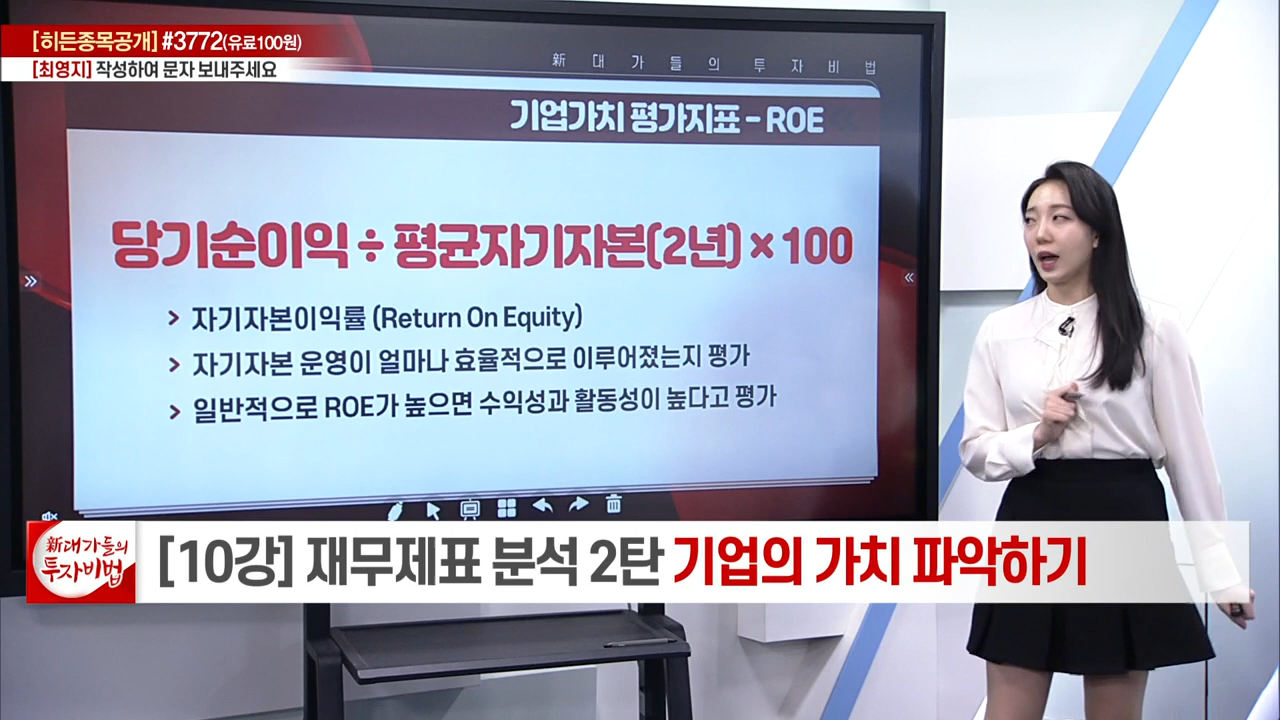 [히든종목공개] #3772(유료100원)
[최영지] 작성하여 문자 보내주세요
新 대 가 들 의 투 자 비 법
기업가치 평가지표 - ROE
당기순이익 ÷ 평균자기자본(2년) × 100
> 자기자본이익률 (Return On Equity)
> 자기자본 운영이 얼마나 효율적으로 이루어졌는지 평가
> 일반적으로 ROE가 높으면 수익성과 활동성이 높다고 평가
新대가들의
투자비법
[10강] 재무제표 분석 2탄 기업의 가치 파악하기